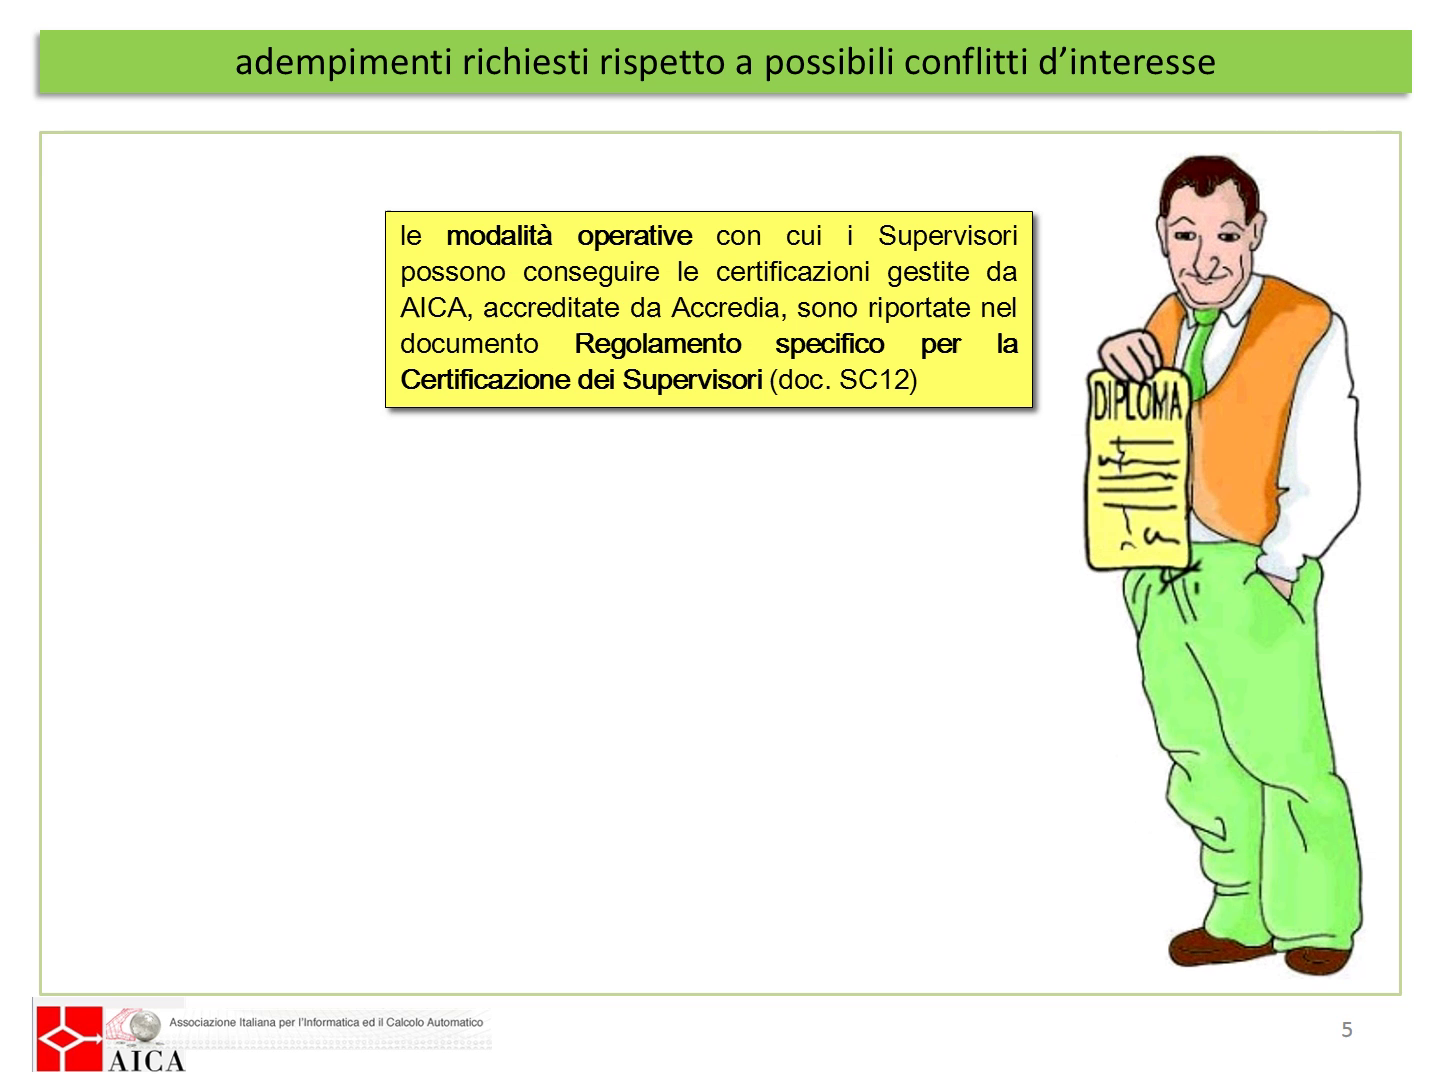 adempimenti richiesti rispetto a possibili conflitti d’interesse
le modalità operative con cui i Supervisori
possono conseguire le certificazioni gestite da
AICA, accreditate da Accredia, sono riportate nel
documento Regolamento specifico per la
Certificazione dei Supervisori (doc. SC12)
DIPLOMA
Associazione Italiana per l'Informatica ed il Calcolo Automatico
AICA
5